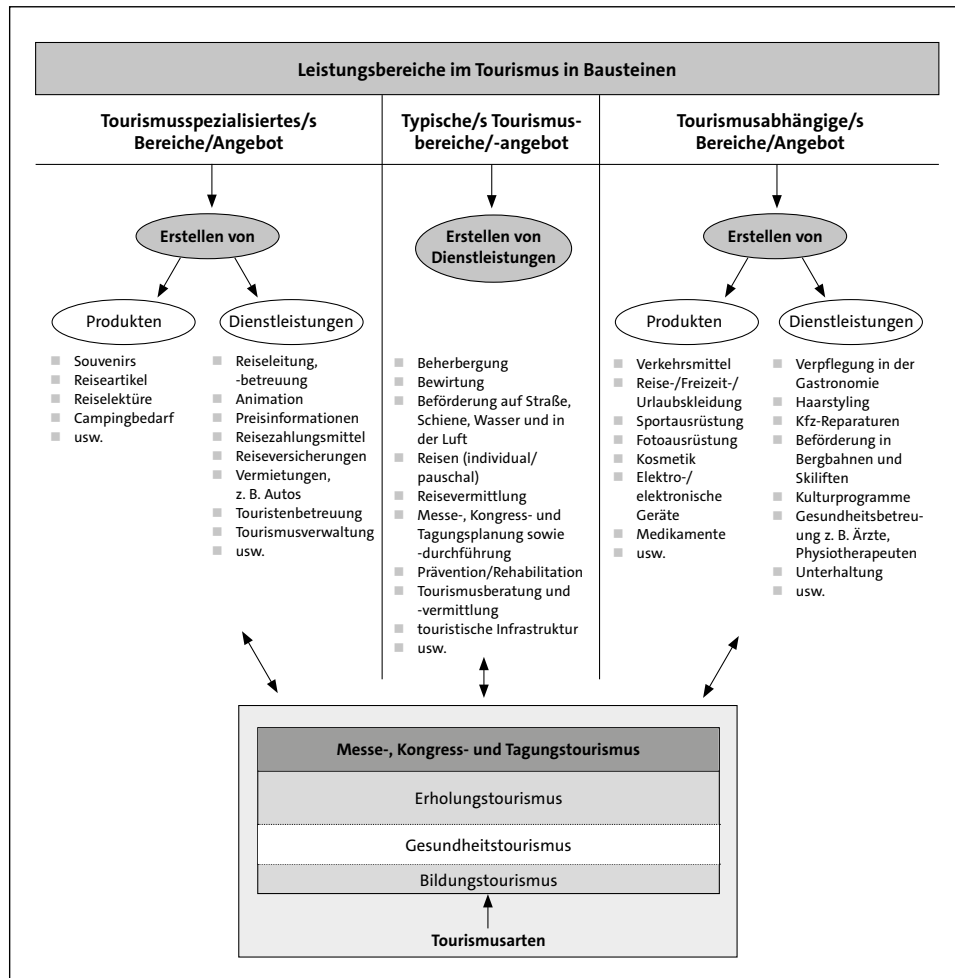 Leistungsbereiche im Tourismus in Bausteinen
Tourismusspezialisiertes/s
Bereiche/Angebot
Erstellen von
Produkten
Souvenirs
Reiseartikel
Reiselektüre
Campingbedarf
usw.
Dienstleistungen
Reiseleitung,
-betreuung
Animation
Preisinformationen
Reisezahlungsmittel
Reiseversicherungen
Vermietungen,
z. B. Autos
Touristenbetreuung
Tourismusverwaltung
usw.
Typische/s Tourismus-
bereiche/-angebot
Erstellen von
Dienstleistungen
Beherbergung
Bewirtung
Beförderung auf Straße,
Schiene, Wasser und in
der Luft
Reisen (individual/
pauschal)
Reisevermittlung
Messe-, Kongress- und
Tagungsplanung sowie
-durchführung
Prävention/Rehabilitation
Tourismusberatung und
-vermittlung
touristische Infrastruktur
usw.
Tourismusabhängige/s
Bereiche/Angebot
Erstellen von
Produkten
Verkehrsmittel
Reise-/Freizeit-/
Urlaubskleidung
Sportausrüstung
Fotoausrüstung
Kosmetik
Elektro-/
elektronische
Geräte
Medikamente
usw.
Dienstleistungen
Verpflegung in der
Gastronomie
Haarstyling
Kfz-Reparaturen
Beförderung in
Bergbahnen und
Skiliften
Kulturprogramme
Gesundheitsbetreu-
ung z. B. Ärzte,
Physiotherapeuten
Unterhaltung
usw.
Messe-, Kongress- und Tagungstourismus
Erholungstourismus
Gesundheitstourismus
Bildungstourismus
Tourismusarten